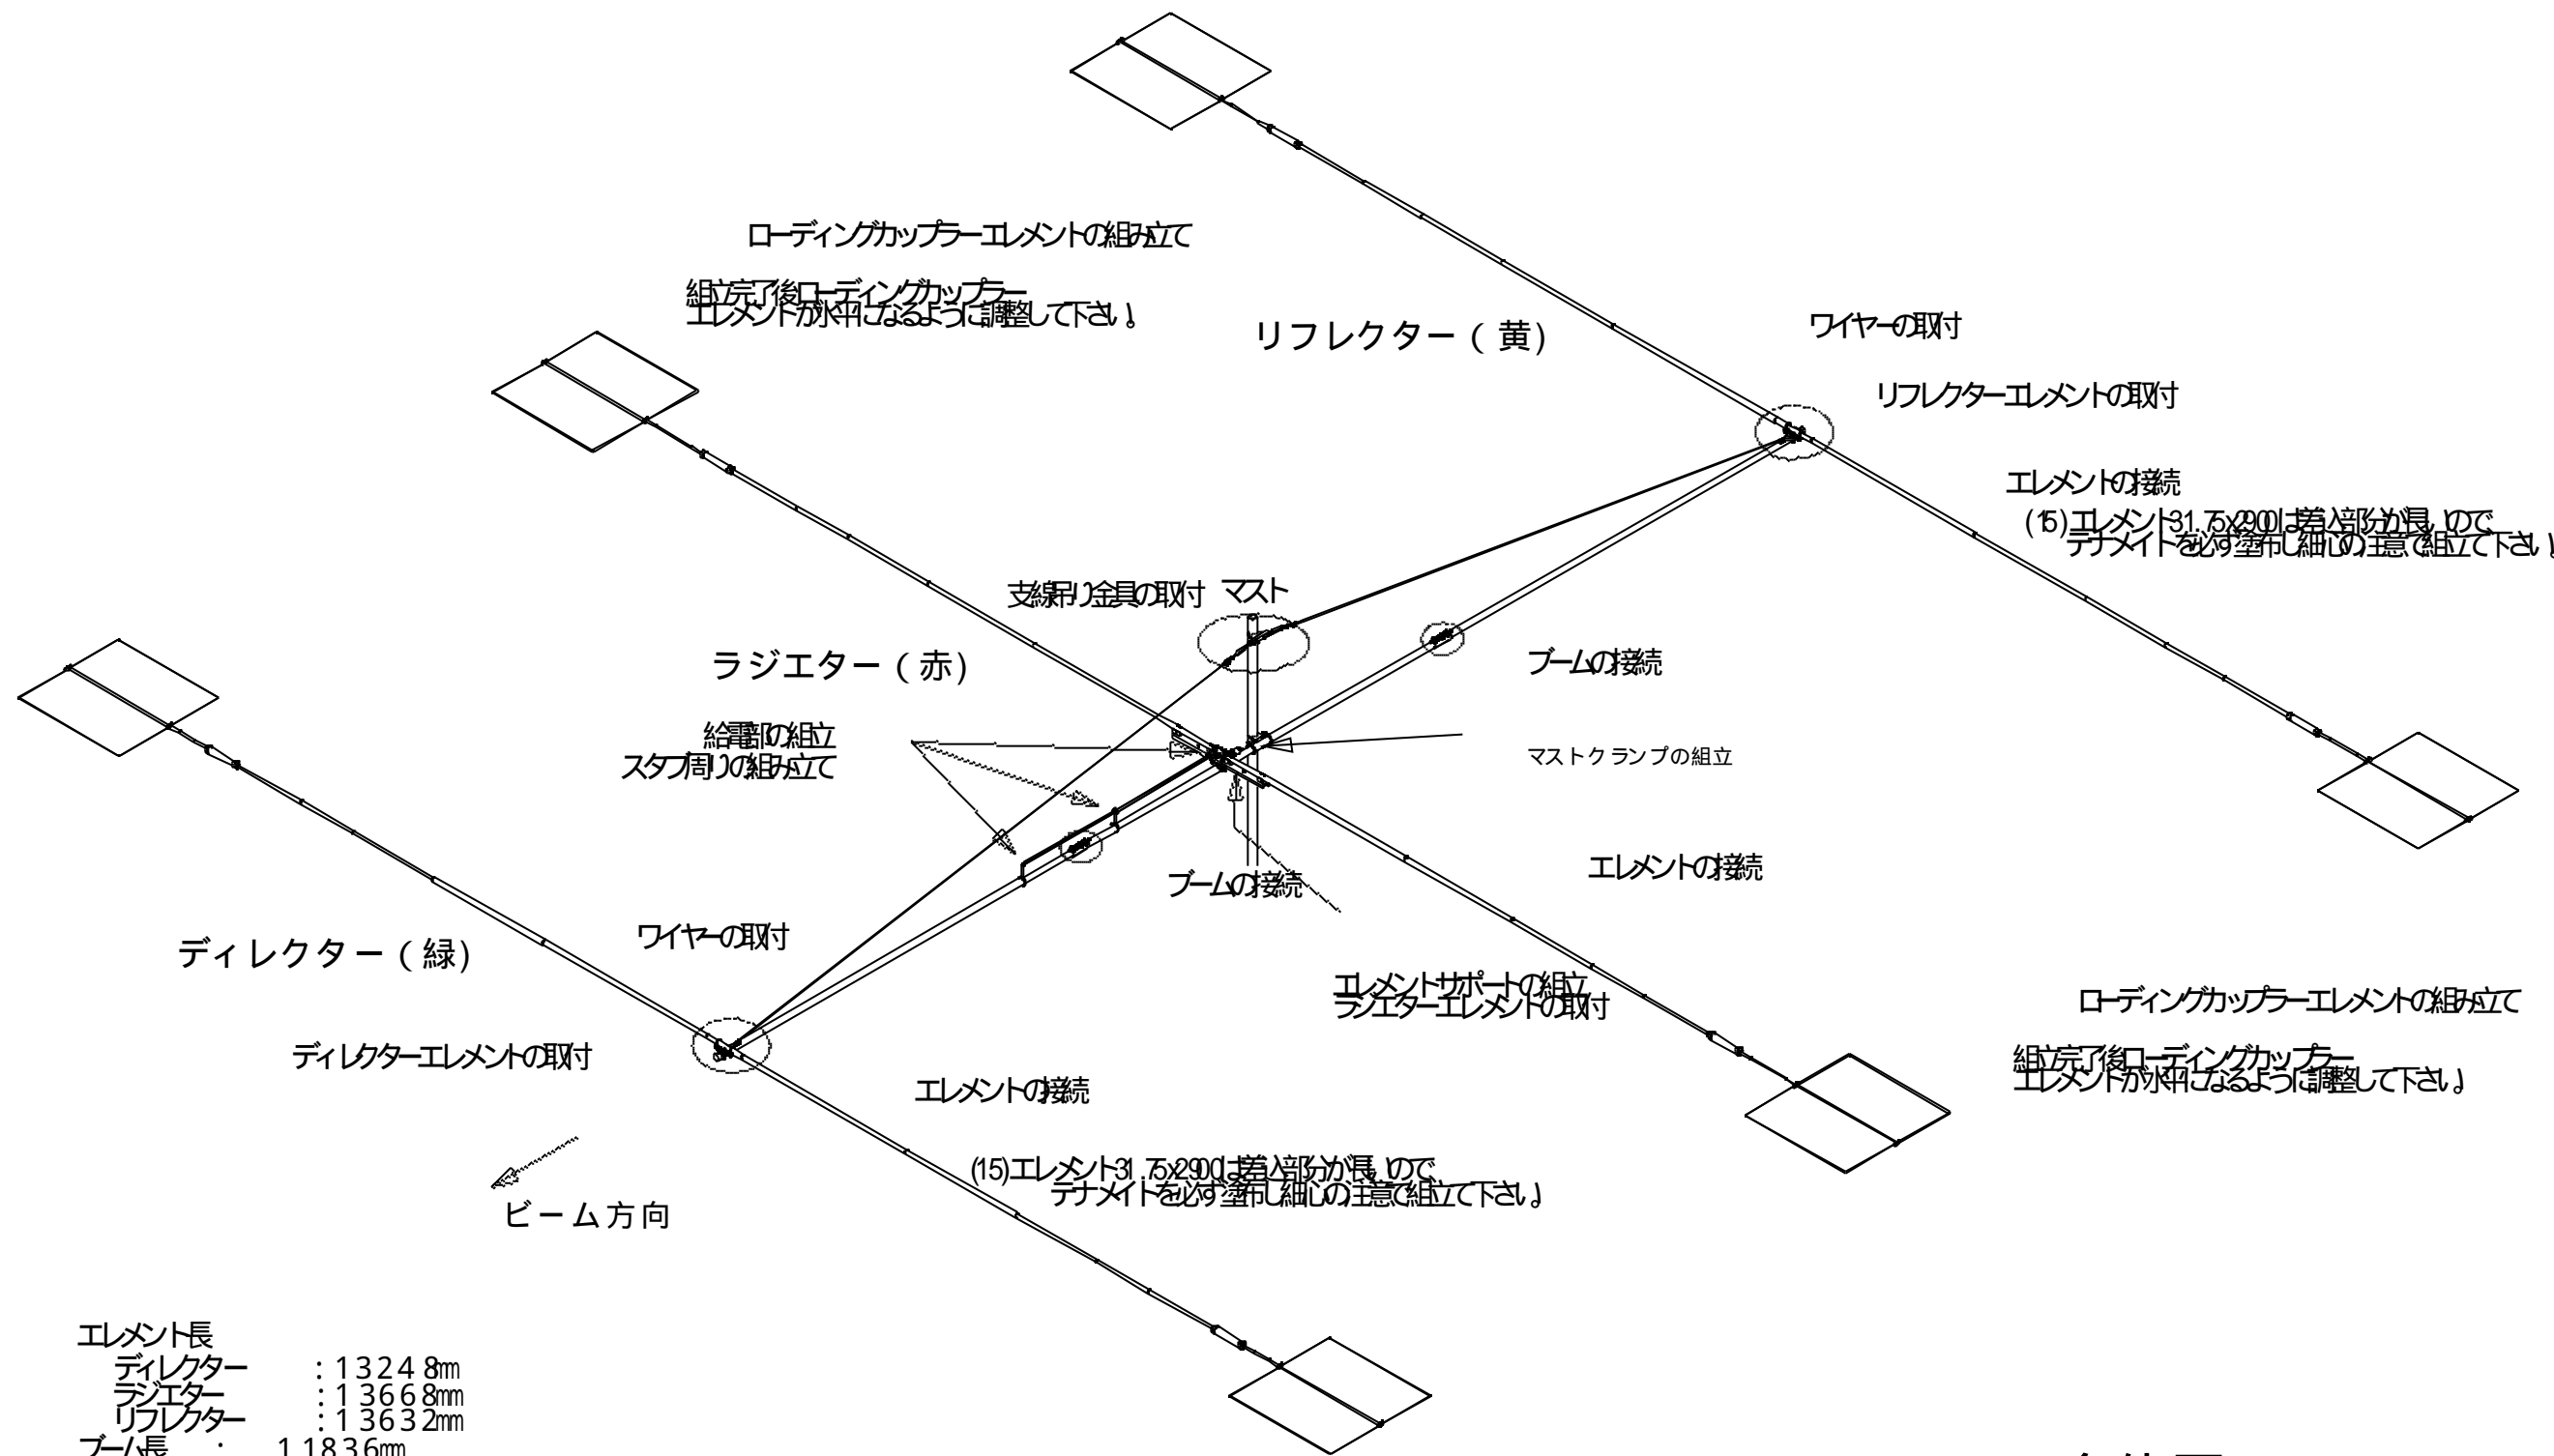 ローディングカップラーエレメントの組み立て
組立完了後ローディングカップラー
エレメントが水平になるように調整して下さい。
リフレクター（黄）
ワイヤーの取付
リフレクターエレメントの取付
エレメントの接続
(15)エレメント31.75x2900は差込部分が長いので
テナメイトを必ず塗布し細心の注意で組立て下さい。
支線吊り金具の取付
マスト
ラジエター（赤）
ブームの接続
給電部の組立
スタブ周りの組み立て
マストクランプの組立
エレメントの接続
ブームの接続
ワイヤーの取付
ディレクター（緑）
エレメントサポートの組立
ラジエターエレメントの取付
ローディングカップラーエレメントの組み立て
組立完了後ローディングカップラー
エレメントが水平になるように調整して下さい。
ディレクターエレメントの取付
エレメントの接続
(15)エレメント31.75x2900は差込部分が長いので
テナメイトを必ず塗布し細心の注意で組立て下さい。
ビーム方向
エレメント長
ディレクター : 13248mm
ラジエター : 13668mm
リフレクター : 13632mm
ブーム長 : 11836mm